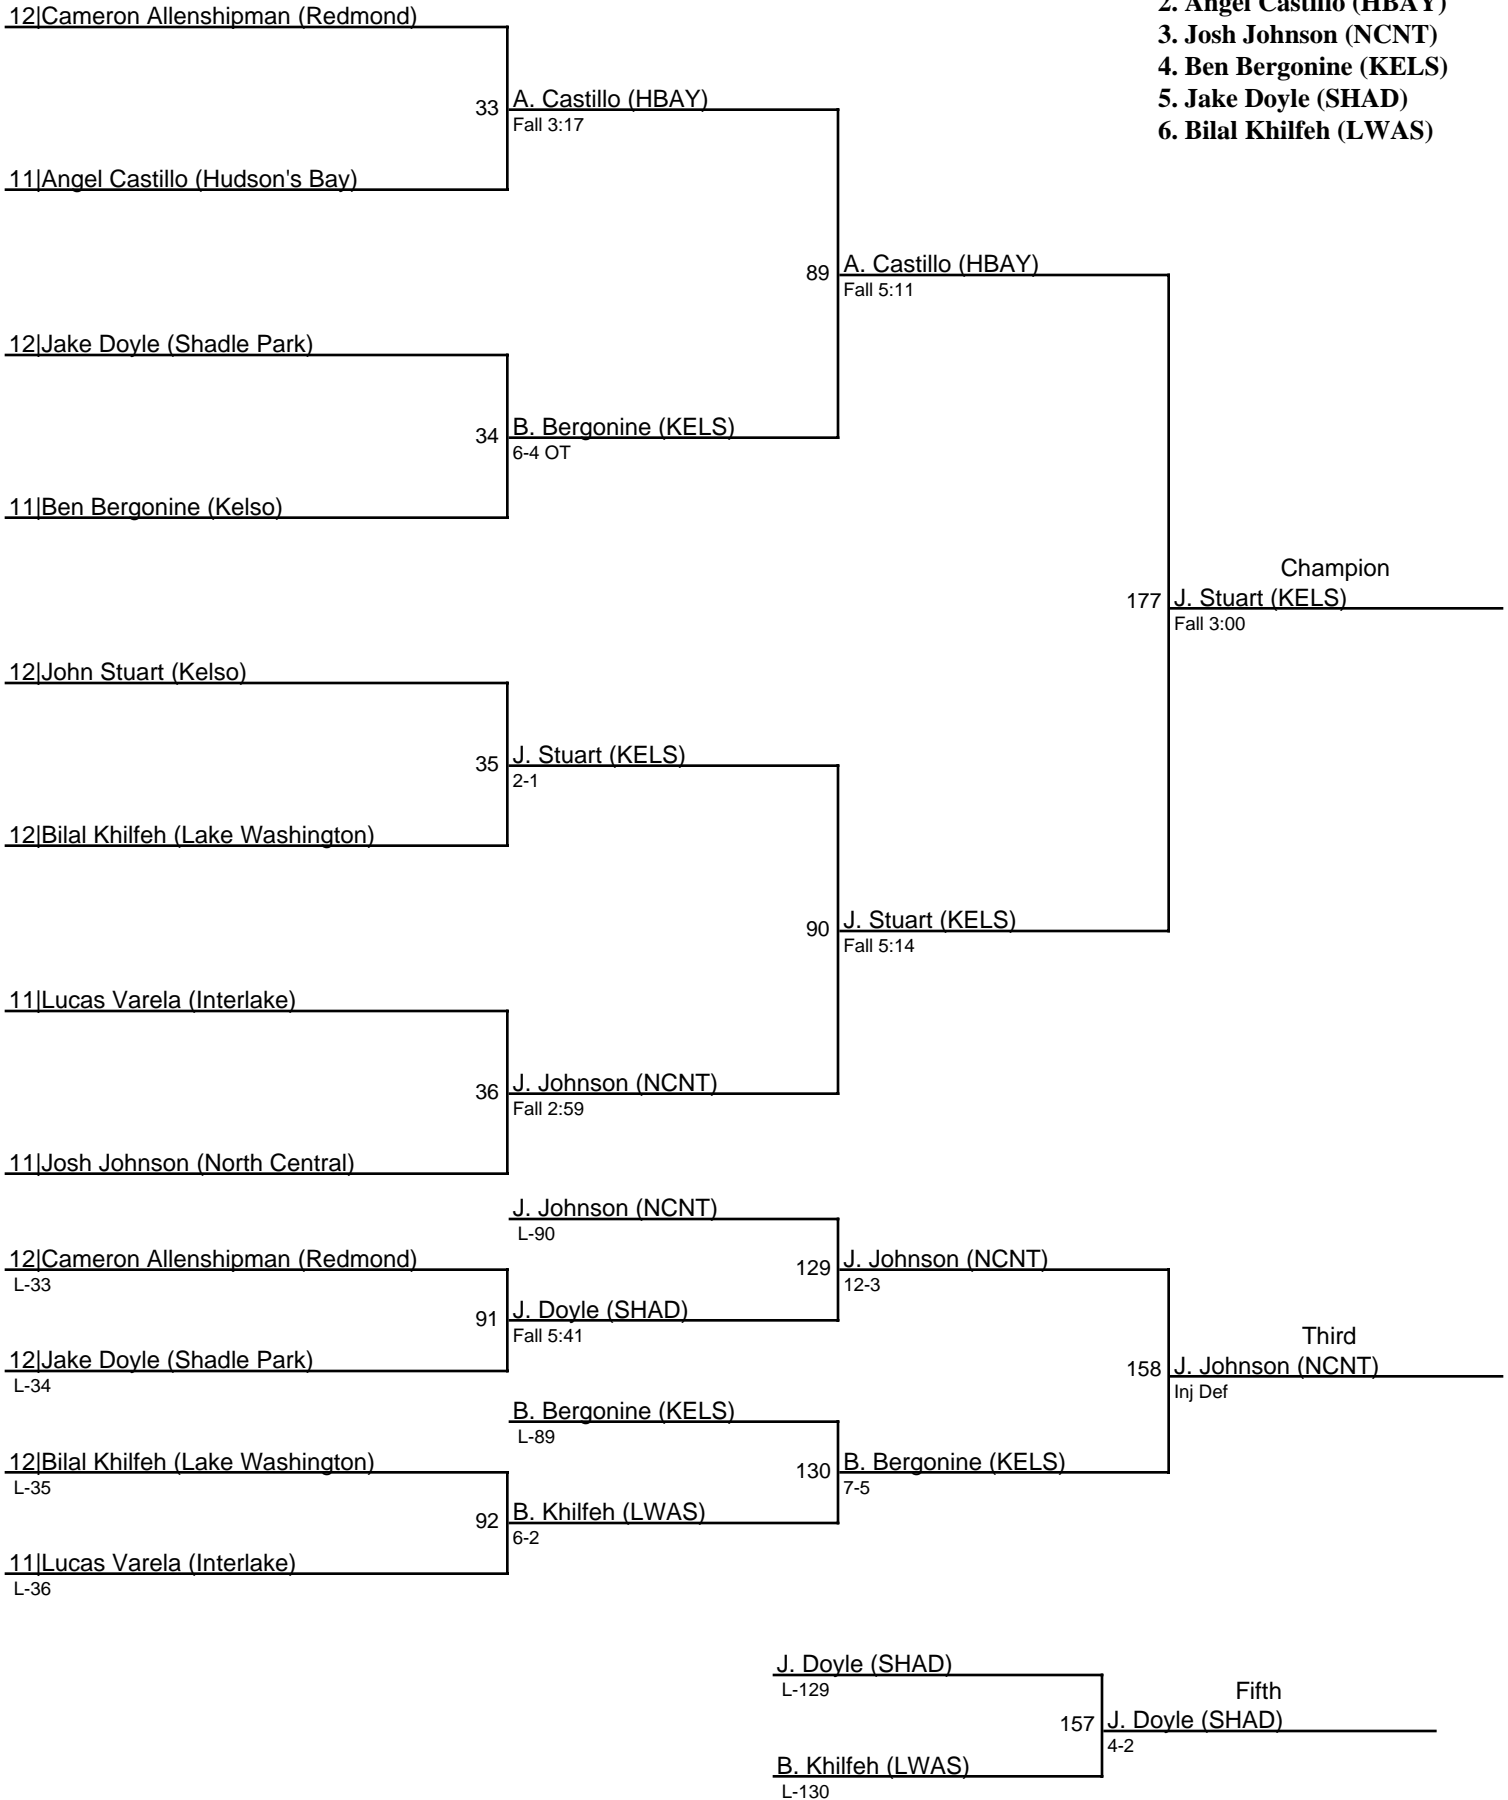 12|Cameron Allenshipman (Redmond)
2. Angel Castillo (HBAY)
3. Josh Johnson (NCNT)
4. Ben Bergonine (KELS)
5. Jake Doyle (SHAD)
6. Bilal Khilfeh (LWAS)
33
A. Castillo (HBAY)
Fall 3:17
11|Angel Castillo (Hudson's Bay)
89
A. Castillo (HBAY)
Fall 5:11
12|Jake Doyle (Shadle Park)
34
B. Bergonine (KELS)
6-4 OT
11|Ben Bergonine (Kelso)
Champion
177
J. Stuart (KELS)
Fall 3:00
12|John Stuart (Kelso)
35
J. Stuart (KELS)
2-1
12|Bilal Khilfeh (Lake Washington)
90
J. Stuart (KELS)
Fall 5:14
11|Lucas Varela (Interlake)
36
J. Johnson (NCNT)
Fall 2:59
11|Josh Johnson (North Central)
J. Johnson (NCNT)
L-90
12|Cameron Allenshipman (Redmond)
L-33
129
J. Johnson (NCNT)
12-3
91
J. Doyle (SHAD)
Fall 5:41
12|Jake Doyle (Shadle Park)
L-34
Third
158
J. Johnson (NCNT)
Inj Def
B. Bergonine (KELS)
L-89
12|Bilal Khilfeh (Lake Washington)
L-35
130
B. Bergonine (KELS)
7-5
92
B. Khilfeh (LWAS)
6-2
11|Lucas Varela (Interlake)
L-36
J. Doyle (SHAD)
L-129
Fifth
157
J. Doyle (SHAD)
4-2
B. Khilfeh (LWAS)
L-130